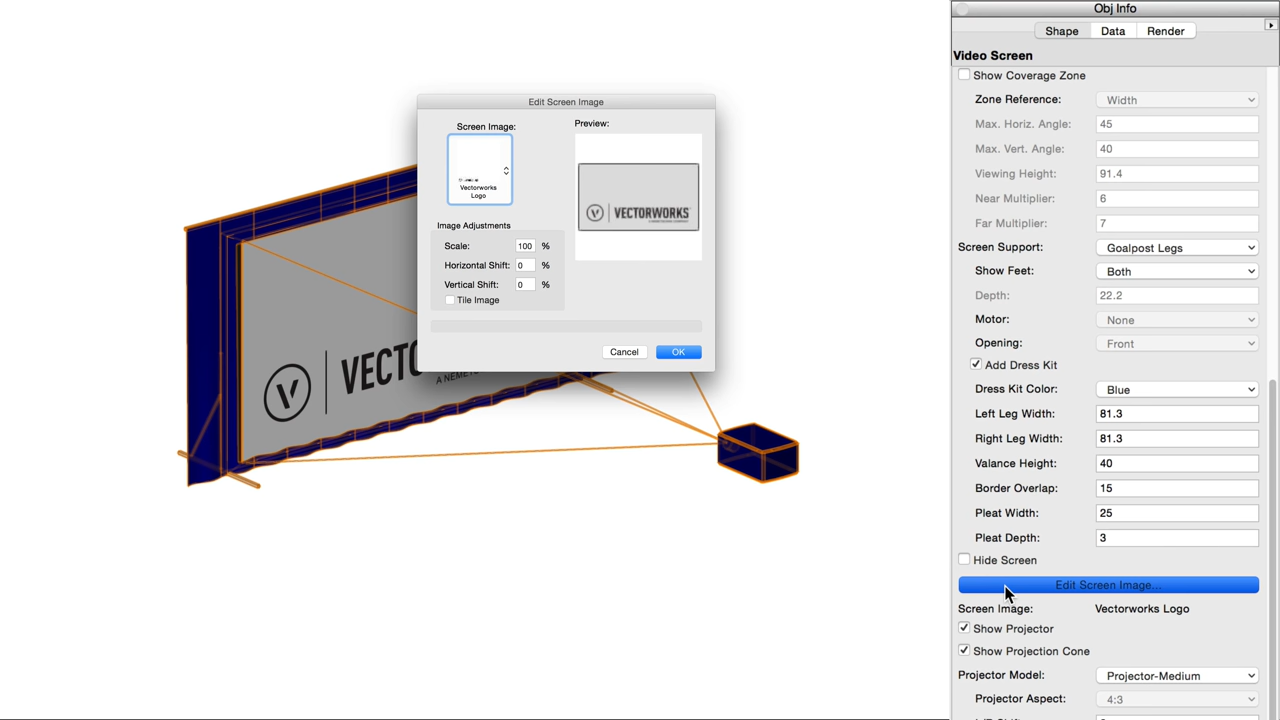 Obj Info
Shape
Data
Render
Video Screen
Show Coverage Zone
Zone Reference: Width
Max. Horiz. Angle: 45
Max. Vert. Angle: 40
Viewing Height: 91.4
Near Multiplier: 6
Far Multiplier: 7
Screen Support: Goalpost Legs
Show Feet: Both
Depth: 22.2
Motor: None
Opening: Front
Add Dress Kit
Dress Kit Color: Blue
Left Leg Width: 81.3
Right Leg Width: 81.3
Valance Height: 40
Border Overlap: 15
Pleat Width: 25
Pleat Depth: 3
Hide Screen
Edit Screen Image...
Screen Image: Vectorworks Logo
Show Projector
Show Projection Cone
Projector Model: Projector-Medium
Projector Aspect: 4:3
Edit Screen Image
Screen Image:
Vectorworks
Logo
Preview:
VECTORWORKS
Image Adjustments
Scale: 100 %
Horizontal Shift: 0 %
Vertical Shift: 0 %
Tile Image
Cancel
OK
VECTO
A NEMET